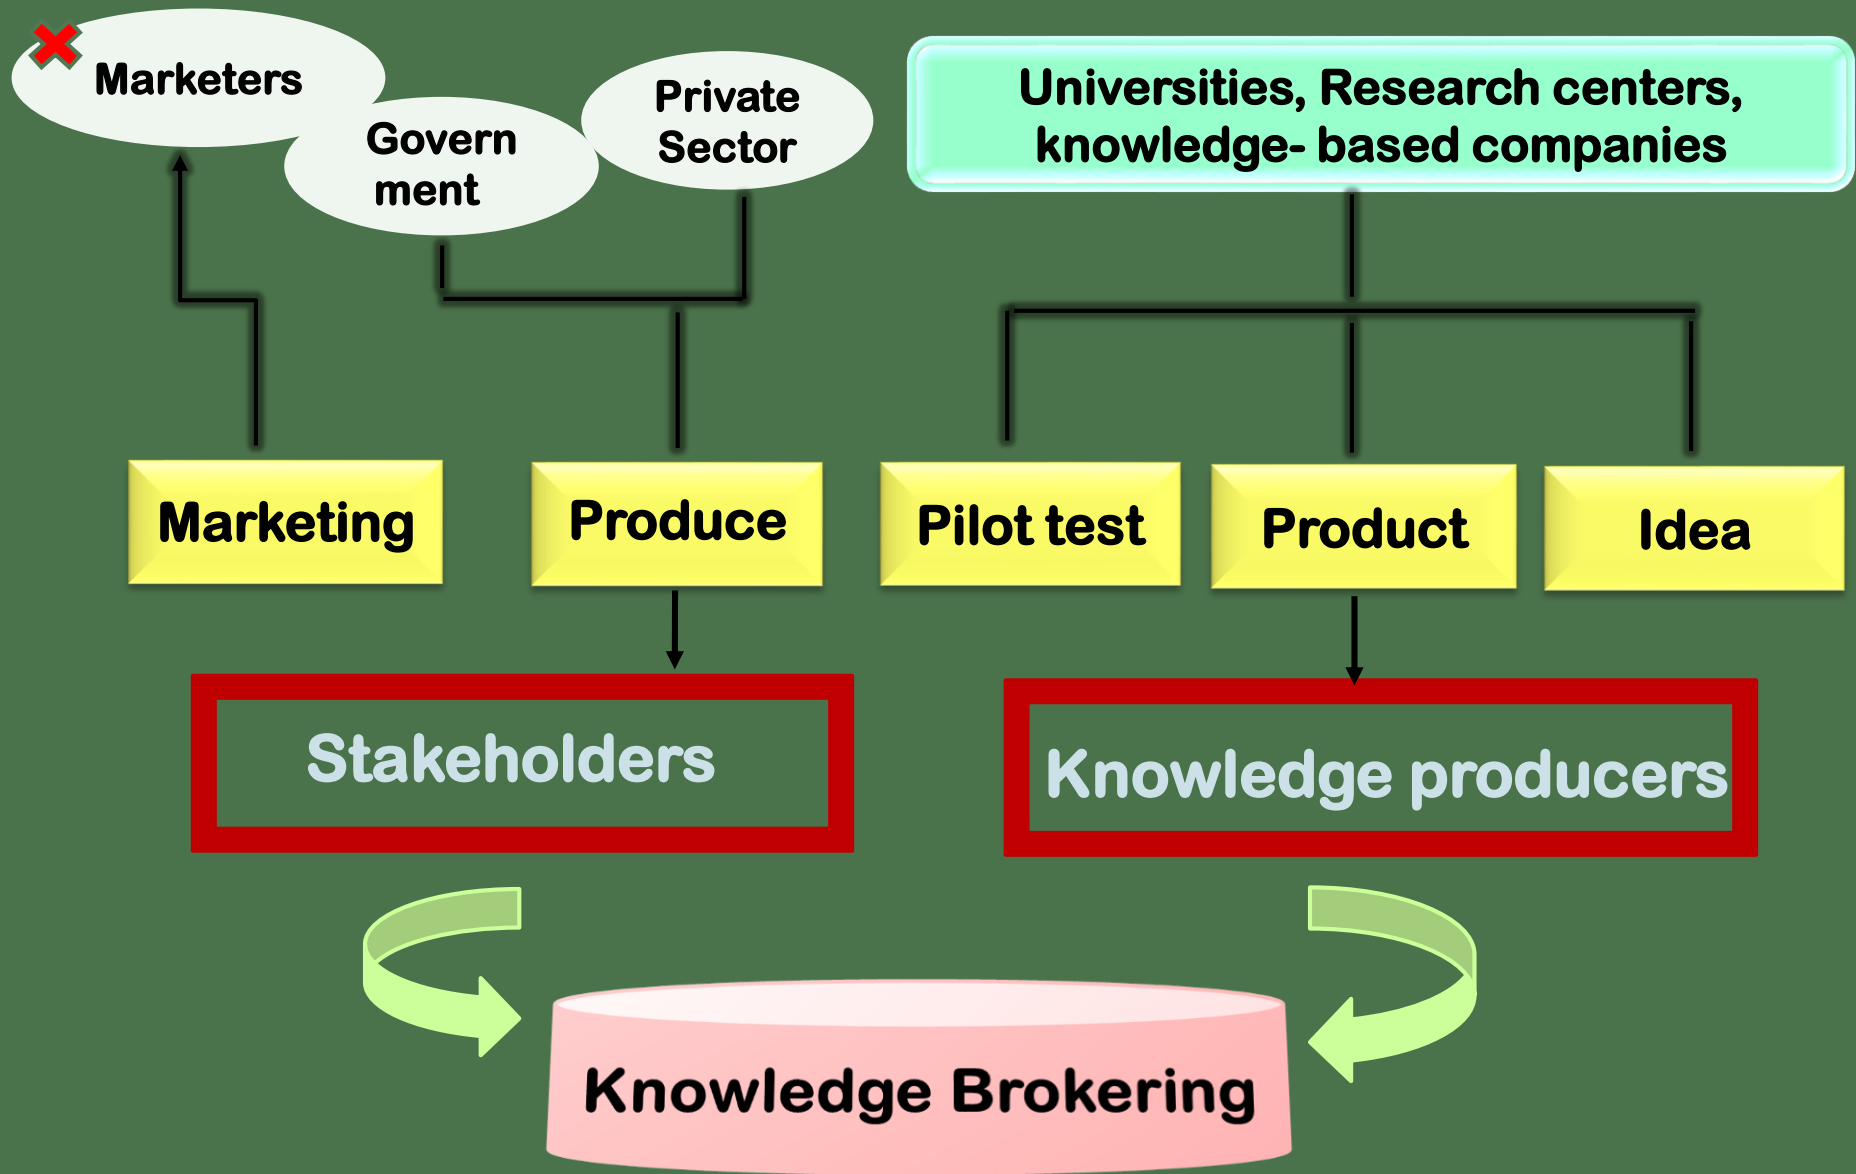 Marketers
Govern
ment
Private
Sector
Universities, Research centers,
knowledge- based companies
Marketing
Produce
Pilot test
Product
Idea
Stakeholders
Knowledge producers
Knowledge Brokering